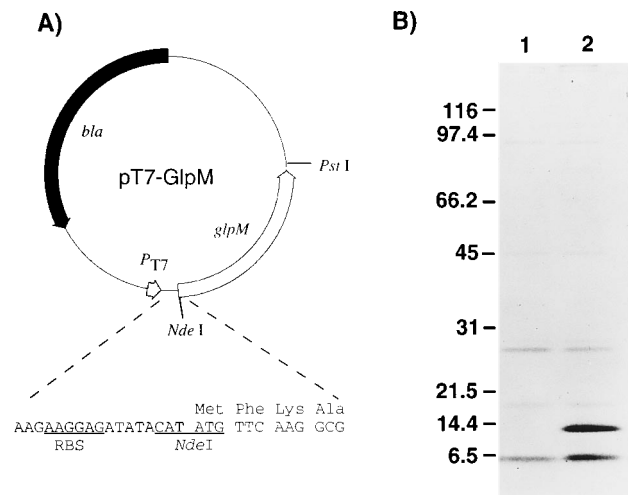 A)
bla
pT7-GlpM
Pst I
glpM
PT7
Nde I
Met Phe Lys Ala
AAGAAGGAGATATACAT ATG TTC AAG GCG
RBS NdeI
B)
1 2
116
97.4
66.2
45
31
21.5
14.4
6.5